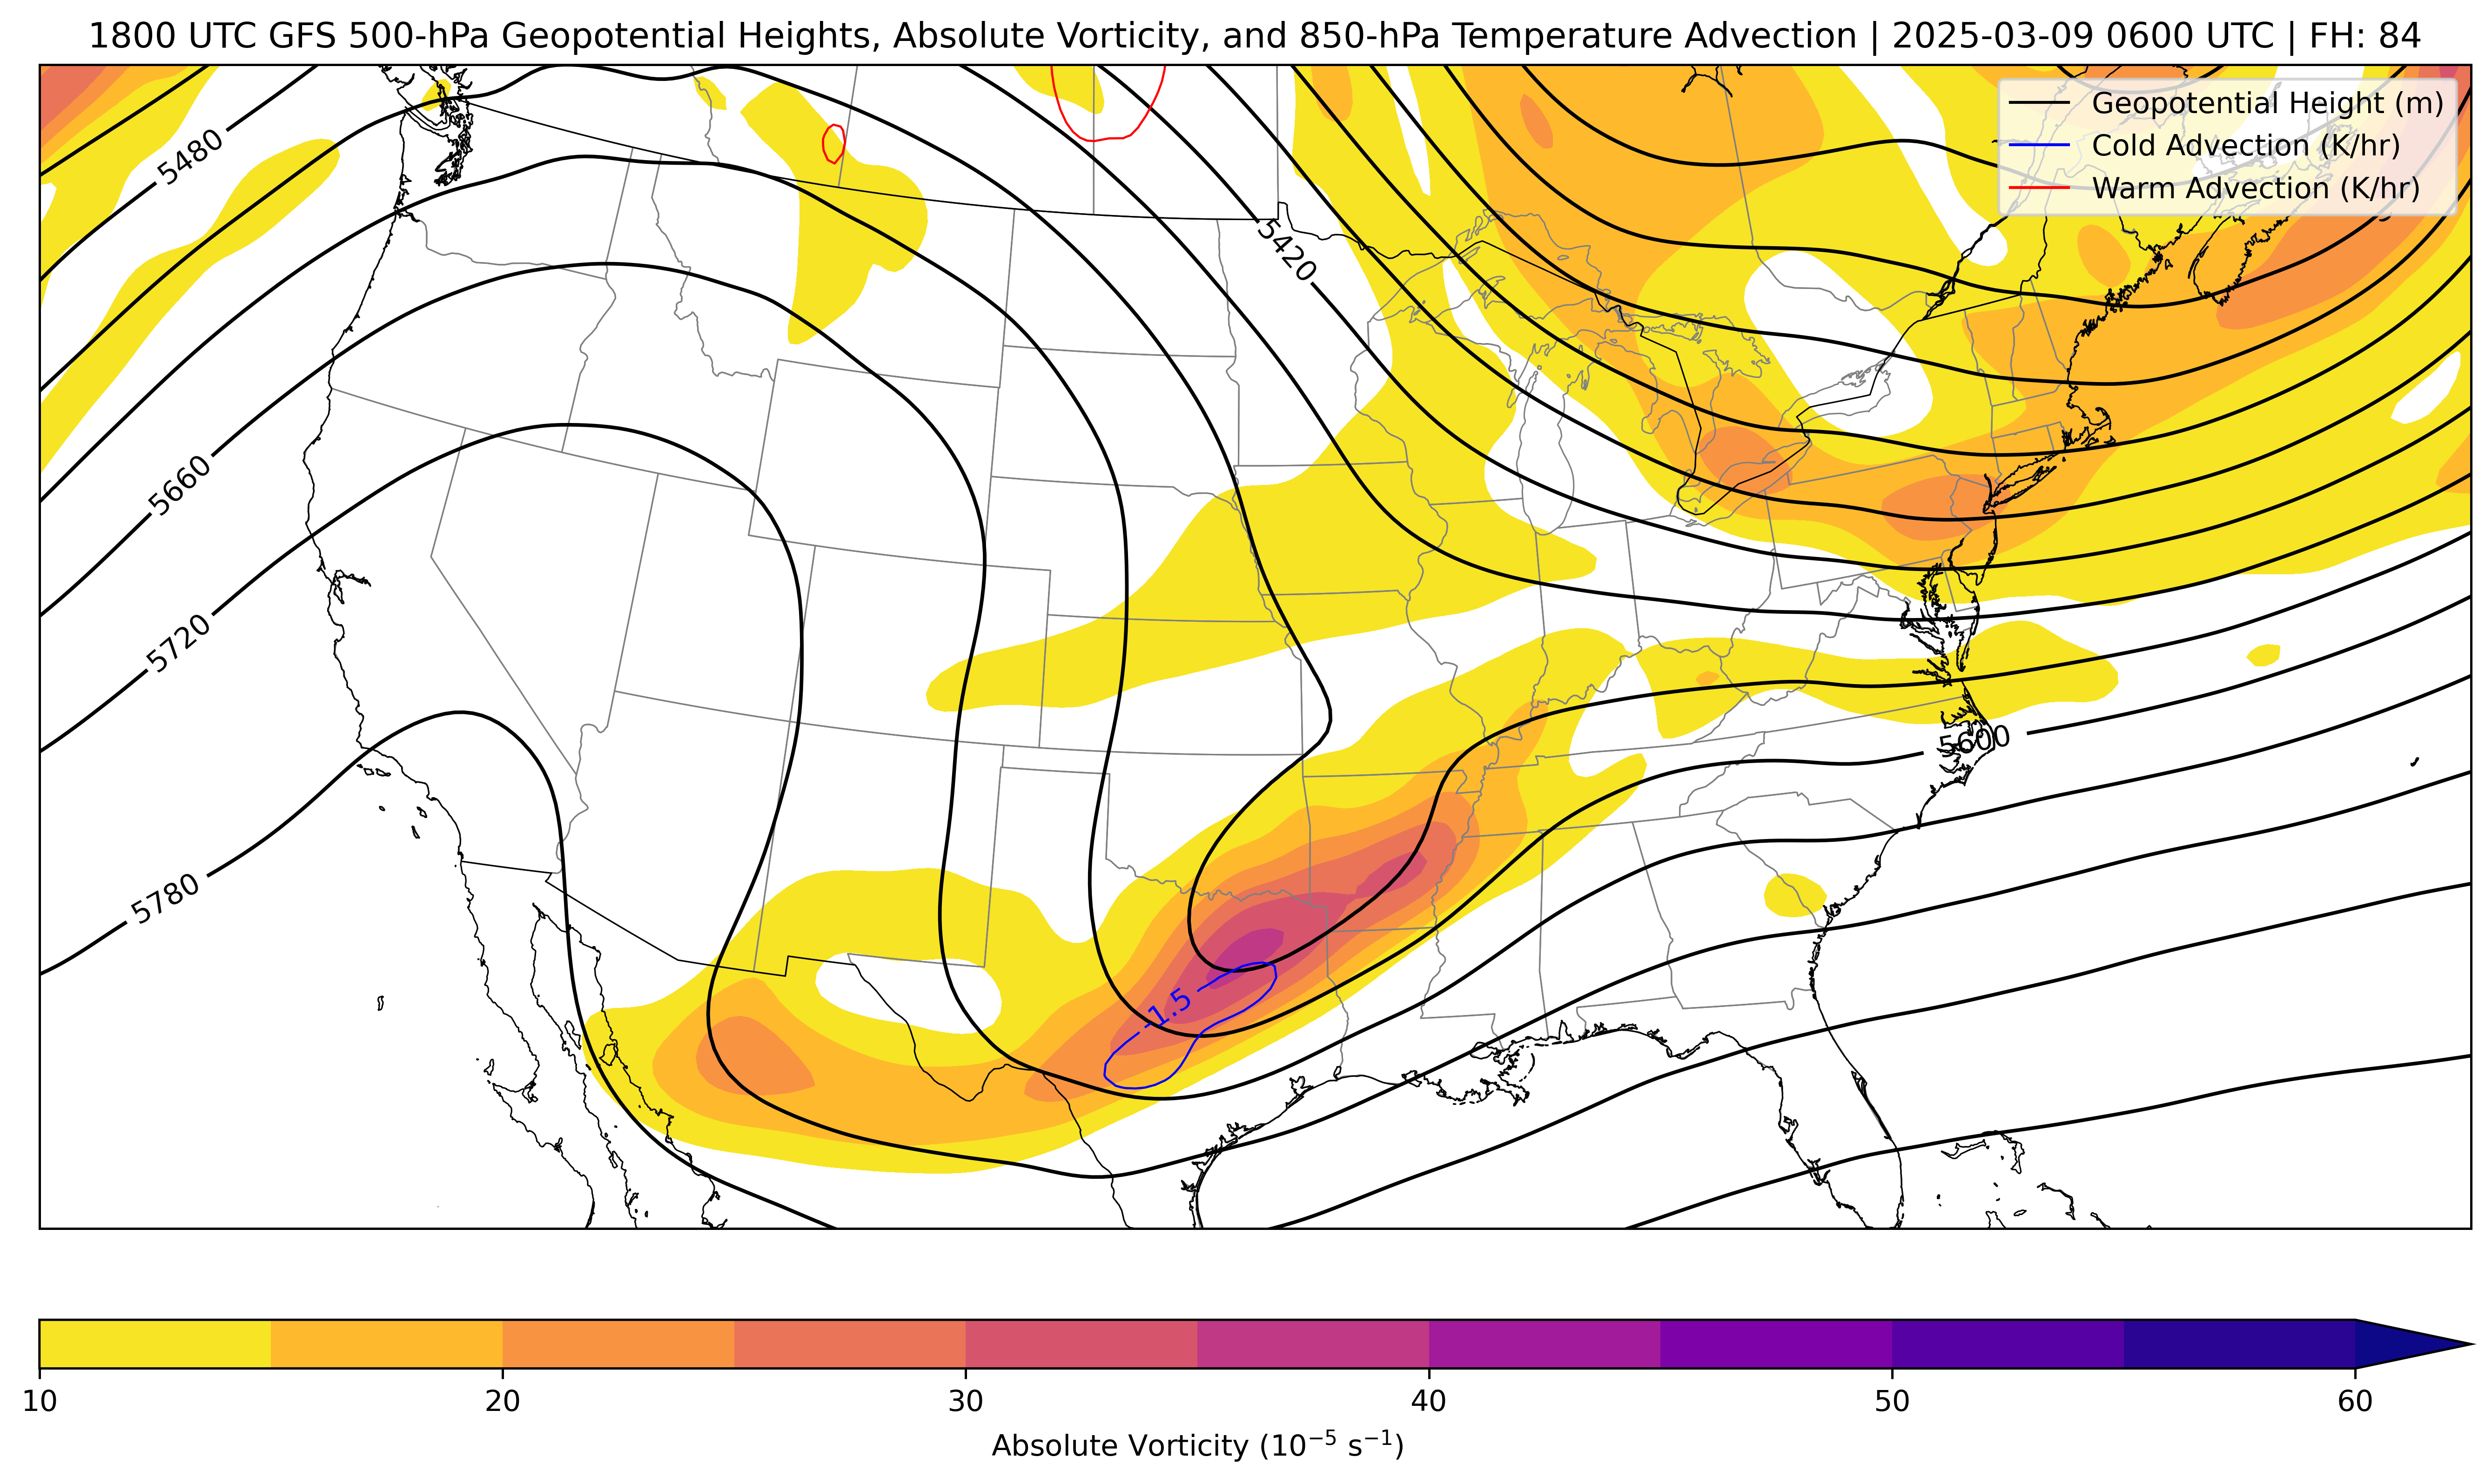 1800 UTC GFS 500-hPa Geopotential Heights, Absolute Vorticity, and 850-hPa Temperature Advection | 2025-03-09 0600 UTC | FH: 84
Geopotential Height (m)
Cold Advection (K/hr)
Warm Advection (K/hr)
5480
5420
5660
5720
5600
5780
-1.5
10 20 30 40 50 60
Absolute Vorticity (10⁻⁵ s⁻¹)